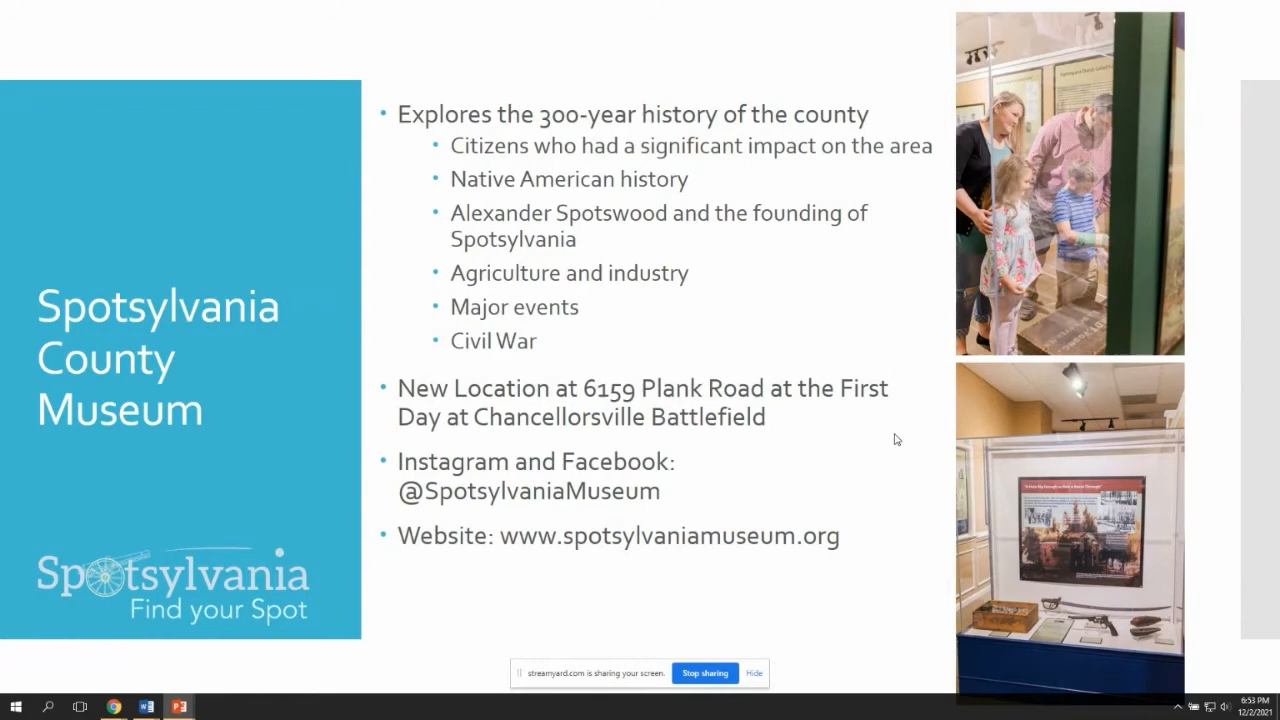 Spotsylvania
County
Museum
Spotsylvania
Find your Spot
• Explores the 300-year history of the county
• Citizens who had a significant impact on the area
• Native American history
• Alexander Spotswood and the founding of
Spotsylvania
• Agriculture and industry
• Major events
• Civil War
• New Location at 6159 Plank Road at the First
Day at Chancellorsville Battlefield
• Instagram and Facebook:
@SpotsylvaniaMuseum
• Website: www.spotsylvaniamuseum.org
streamyard.com is sharing your screen.
Stop sharing
Hide
6:53 PM
12/2/2021